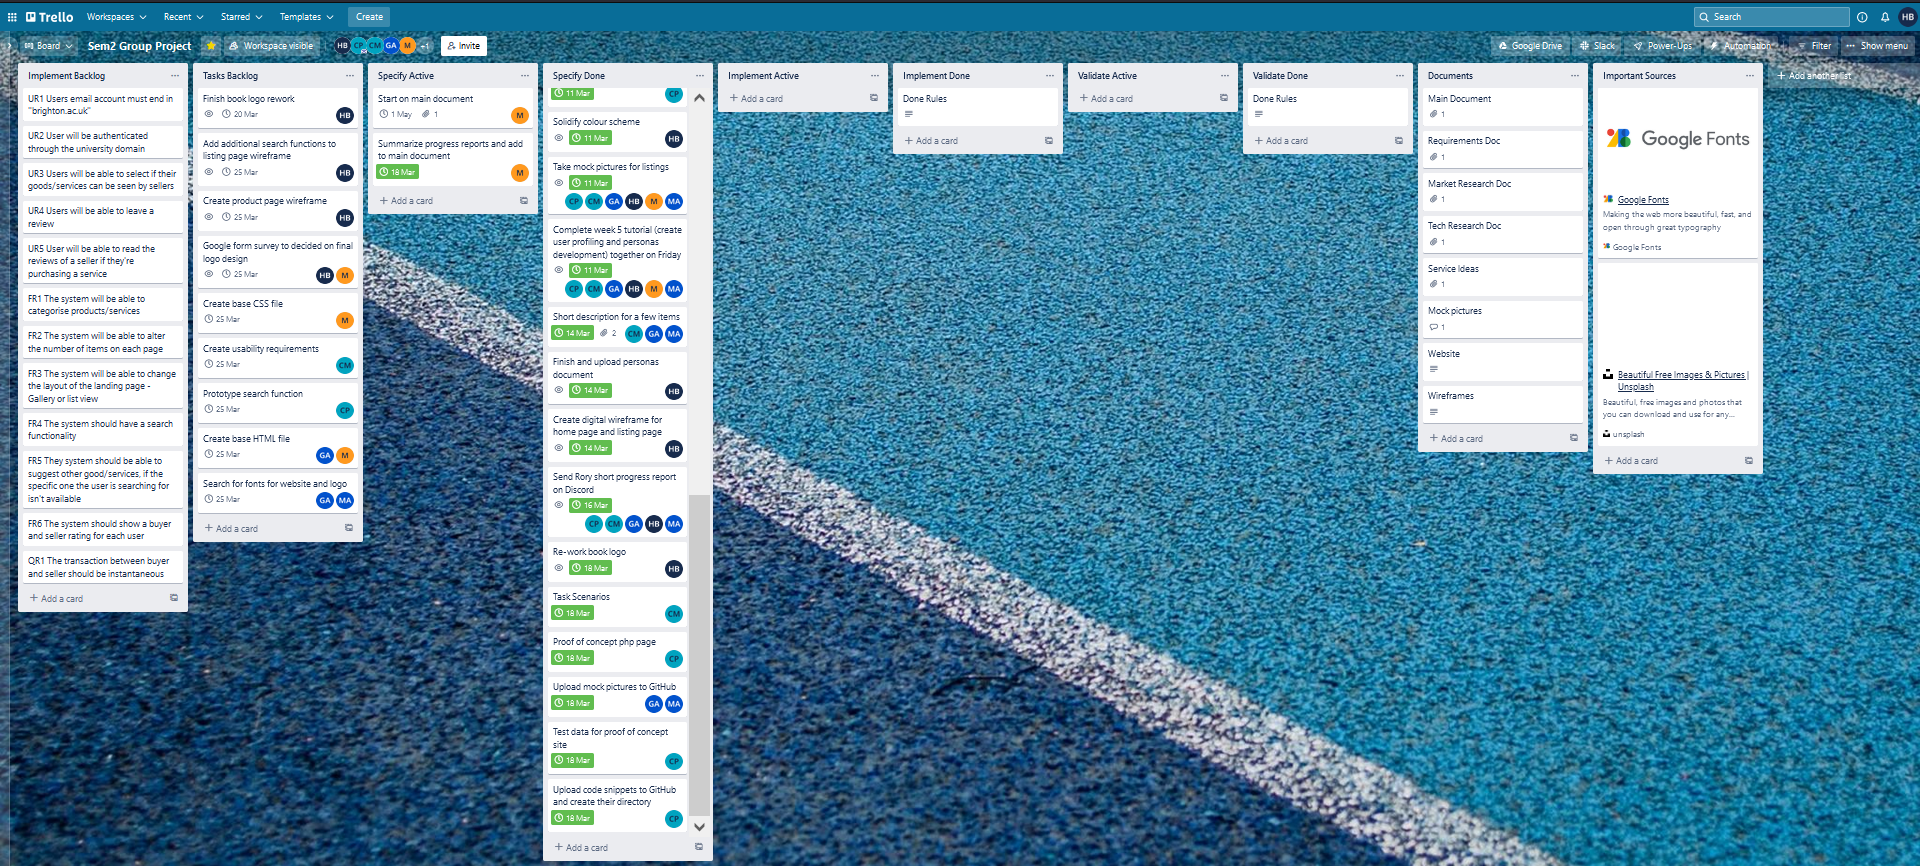 Trello
Workspaces
Recent
Starred
Templates
Create
Search
HB
Board
Sem2 Group Project
Workspace visible
HB CP CM GA M +1
Invite
Google Drive
Slack
Power-Ups
Automation
Filter
Show menu
Implement Backlog
UR1 Users email account must end in
"brighton.ac.uk"
UR2 User will be authenticated
through the university domain
UR3 Users will be able to select if their
goods/services can be seen by sellers
UR4 Users will be able to leave a
review
UR5 User will be able to read the
reviews of a seller if they're
purchasing a service
FR1 The system will be able to
categorise products/services
FR2 The system will be able to alter
the number of items on each page
FR3 The system will be able to change
the layout of the landing page -
Gallery or list view
FR4 The system should have a search
functionality
FR5 They system should be able to
suggest other good/services, if the
specific one the user is searching for
isn't available
FR6 The system should show a buyer
and seller rating for each user
QR1 The transaction between buyer
and seller should be instantaneous
+ Add a card
Tasks Backlog
Finish book logo rework
20 Mar
HB
Add additional search functions to
listing page wireframe
25 Mar
HB
Create product page wireframe
25 Mar
HB
Google form survey to decided on final
logo design
25 Mar
HB M
Create base CSS file
25 Mar
M
Create usability requirements
25 Mar
CM
Prototype search function
25 Mar
CP
Create base HTML file
25 Mar
GA M
Search for fonts for website and logo
25 Mar
GA MA
+ Add a card
Specify Active
Start on main document
1 May
1
M
Summarize progress reports and add
to main document
18 Mar
M
+ Add a card
Specify Done
11 Mar
CP
Solidify colour scheme
11 Mar
HB
Take mock pictures for listings
11 Mar
CP CM GA HB M MA
Complete week 5 tutorial (create
user profiling and personas
development) together on Friday
11 Mar
CP CM GA HB M MA
Short description for a few items
14 Mar
2
CM GA MA
Finish and upload personas
document
14 Mar
HB
Create digital wireframe for
home page and listing page
14 Mar
HB
Send Rory short progress report
on Discord
16 Mar
CP CM GA HB MA
Re-work book logo
18 Mar
HB
Task Scenarios
18 Mar
CM
Proof of concept php page
18 Mar
CP
Upload mock pictures to GitHub
18 Mar
GA MA
Test data for proof of concept
site
18 Mar
CP
Upload code snippets to GitHub
and create their directory
18 Mar
CP
+ Add a card
Implement Active
+ Add a card
Implement Done
Done Rules
+ Add a card
Validate Active
+ Add a card
Validate Done
Done Rules
+ Add a card
Documents
Main Document
1
Requirements Doc
1
Market Research Doc
1
Tech Research Doc
1
Service Ideas
1
Mock pictures
1
Website
Wireframes
+ Add a card
Important Sources
Google Fonts
Google Fonts
Making the web more beautiful, fast, and
open through great typography
Google Fonts
Beautiful Free Images & Pictures |
Unsplash
Beautiful, free images and photos that
you can download and use for any...
unsplash
+ Add a card
+ Add another list